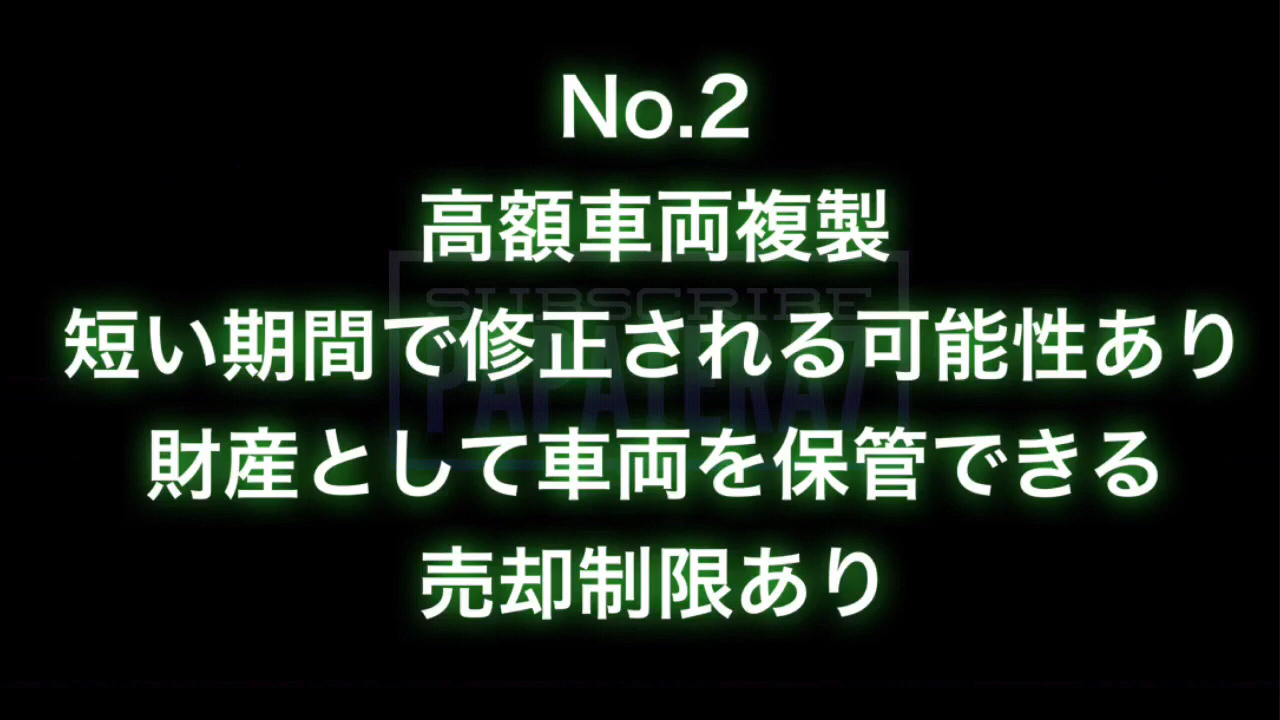 No.2
高額車両複製
SUBSCRIBE
短い期間で修正される可能性あり
PAPATERA7
財産として車両を保管できる
売却制限あり